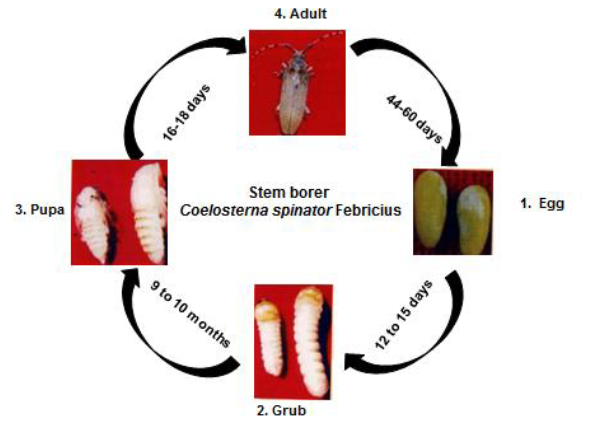 4. Adult
16-18 days
44-60 days
3. Pupa
Stem borer
Coelosterna spinator Febricius
1. Egg
9 to 10 months
12 to 15 days
2. Grub